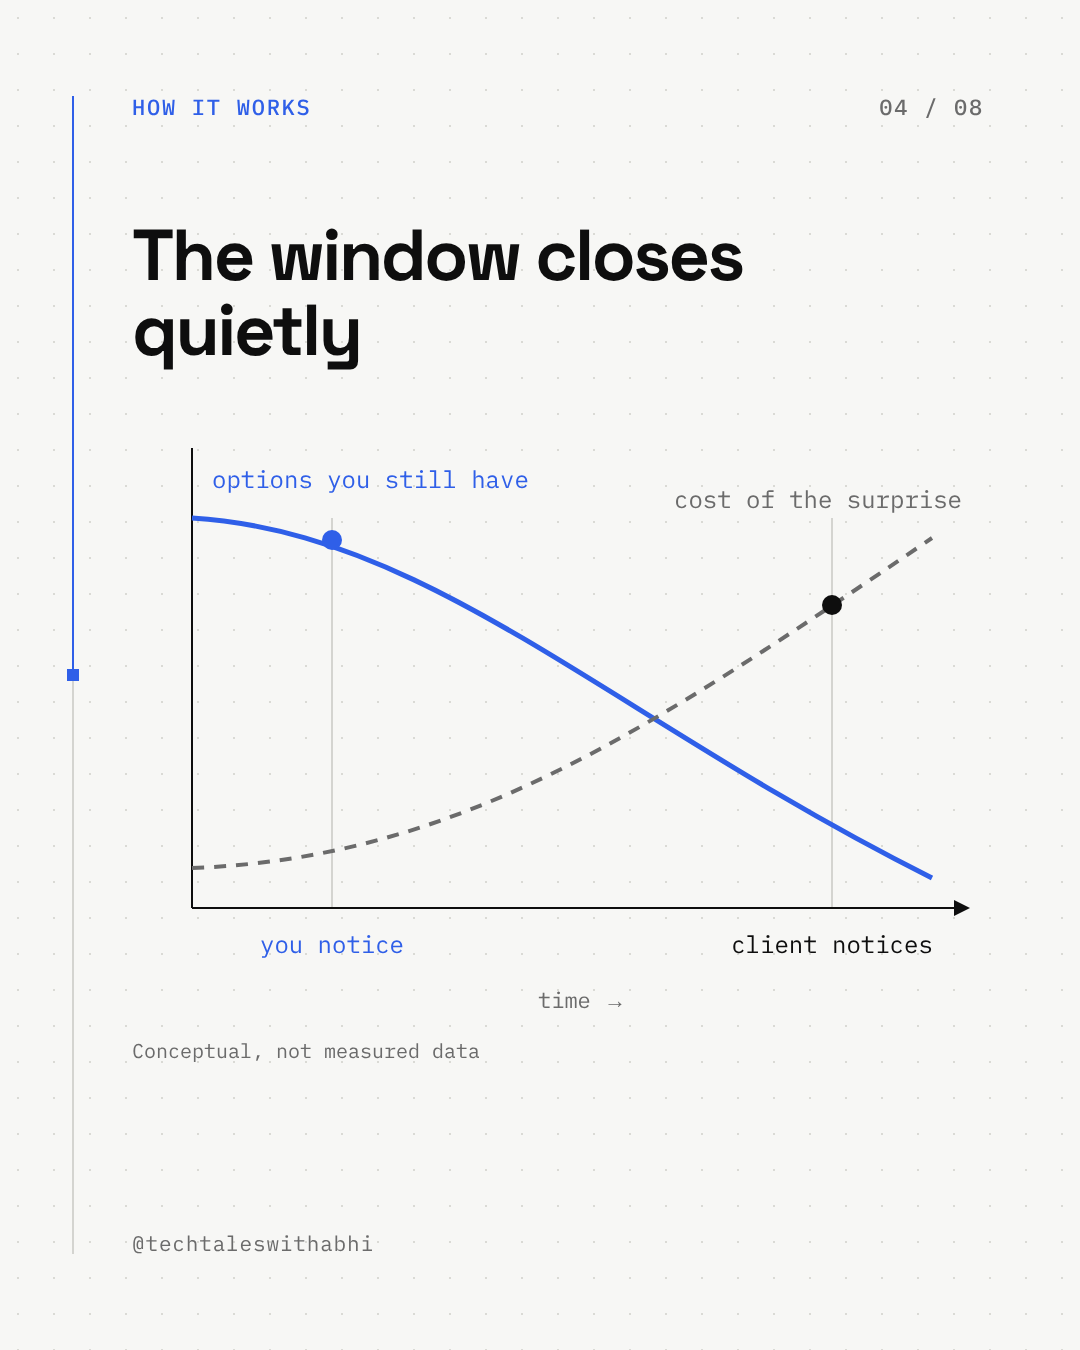 HOW IT WORKS
04 / 08
The window closes
quietly
options you still have
cost of the surprise
you notice
client notices
time →
Conceptual, not measured data
@techtaleswithabhi